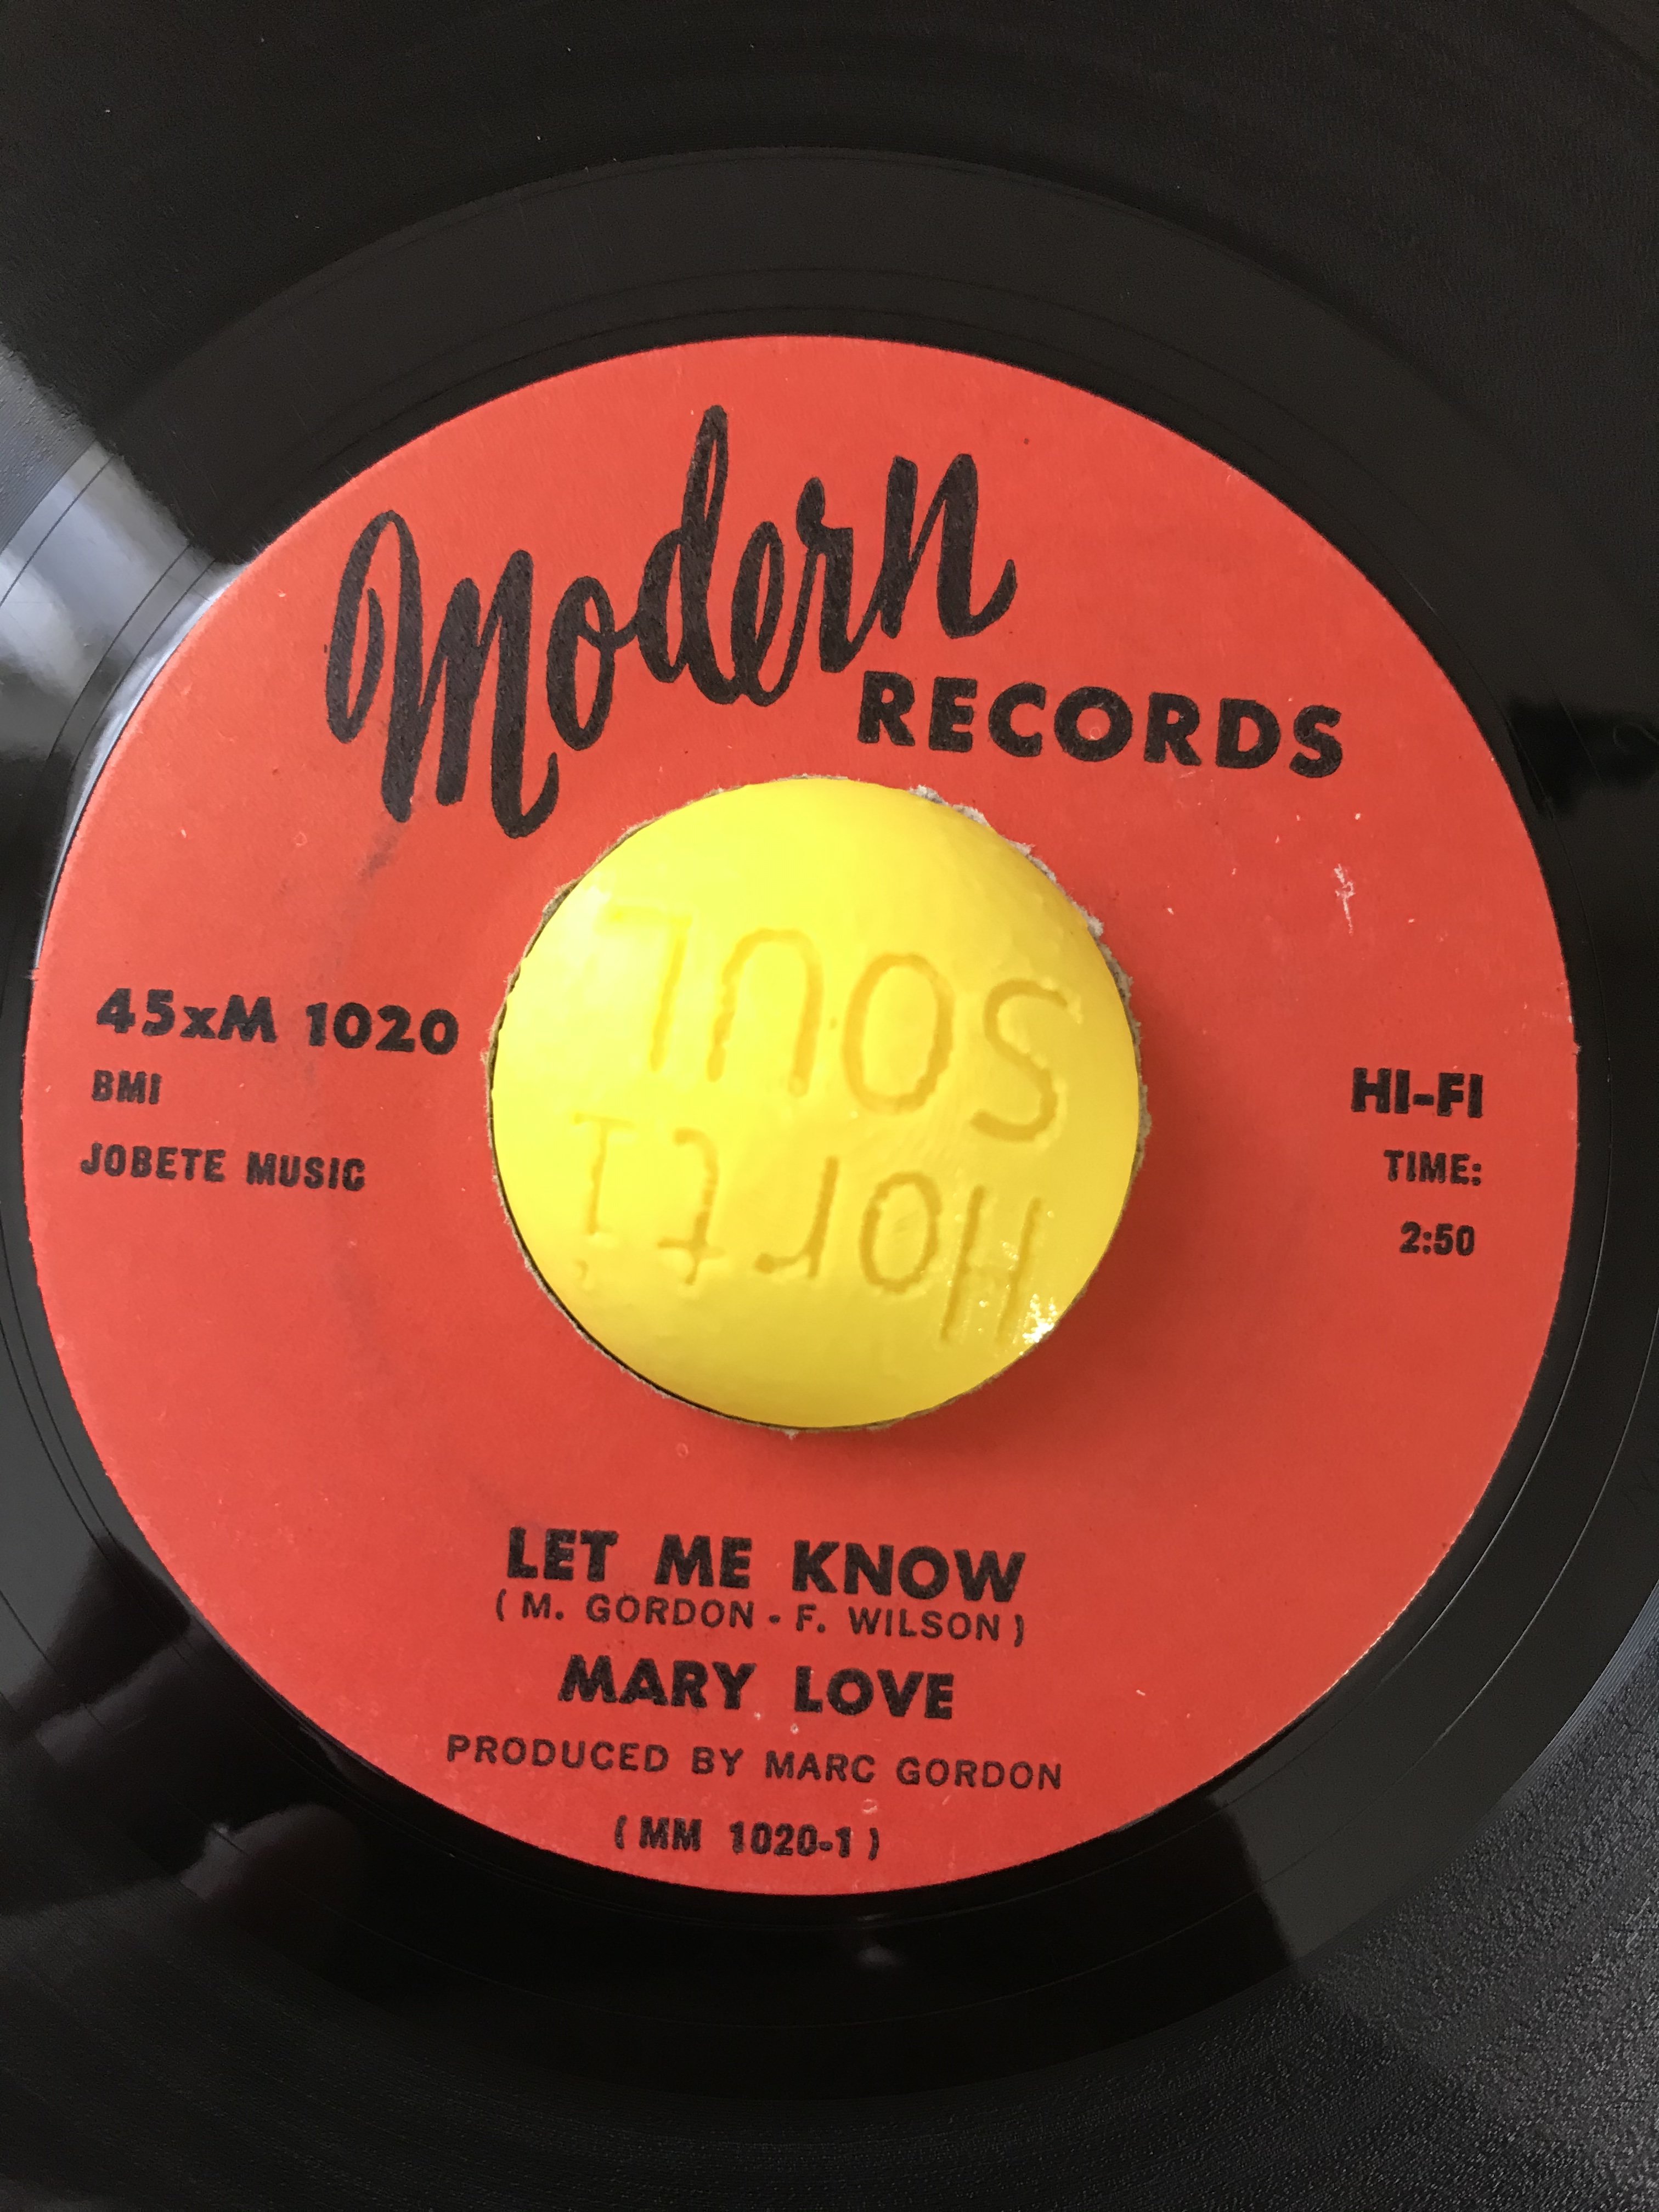 Modern
RECORDS
45xM 1020
BMI
JOBETE MUSIC
HI-FI
TIME:
2:50
SOUL
LET ME KNOW
( M. GORDON - F. WILSON )
MARY LOVE
PRODUCED BY MARC GORDON
( MM 1020-1 )